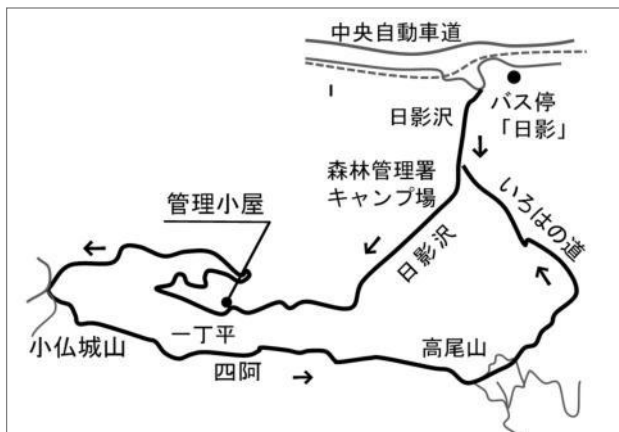 中央自動車道
日影沢
バス停
「日影」
森林管理署
キャンプ場
いろはの道
管理小屋
日影沢
小仏城山
一丁平
四阿
高尾山